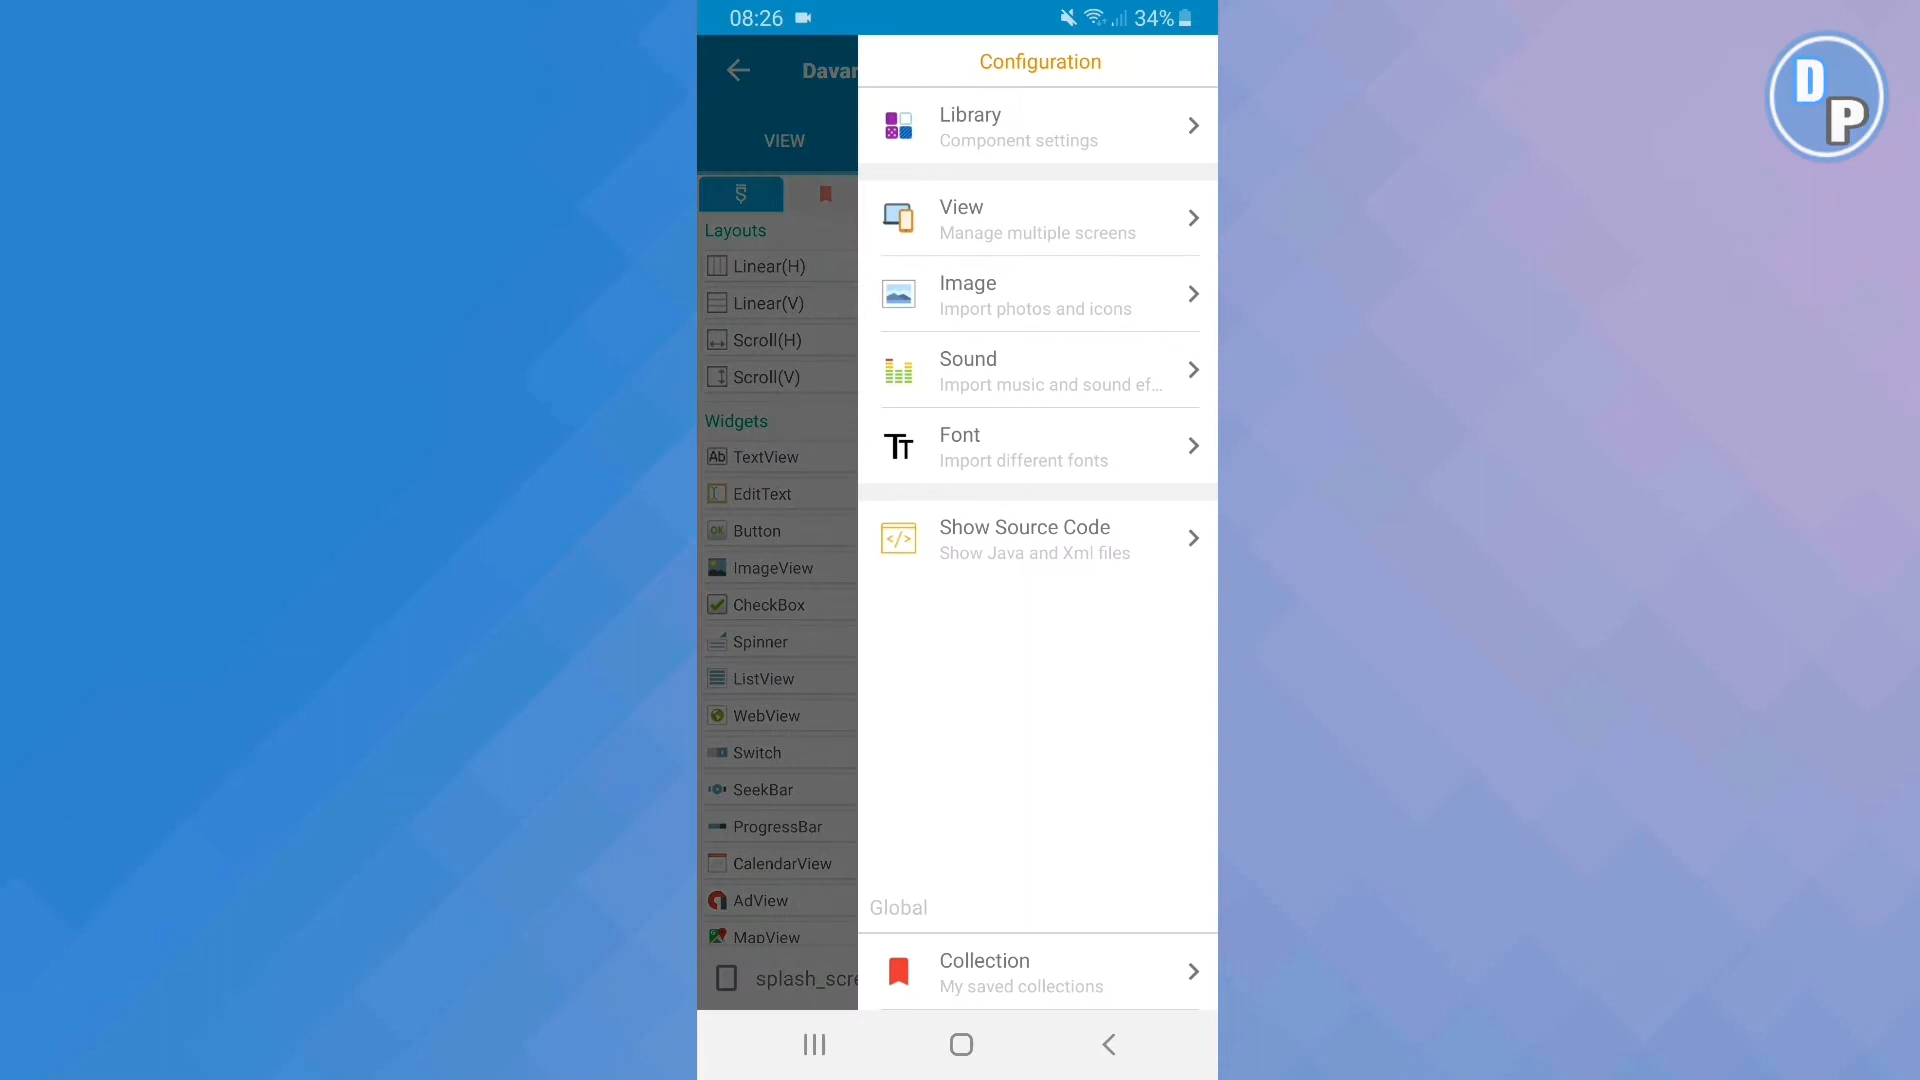 08:26
34%
Davar
VIEW
Layouts
Linear(H)
Linear(V)
Scroll(H)
Scroll(V)
Widgets
Ab TextView
EditText
OK Button
ImageView
CheckBox
Spinner
ListView
WebView
Switch
SeekBar
ProgressBar
CalendarView
AdView
MapView
splash_scre
Configuration
Library
Component settings
View
Manage multiple screens
Image
Import photos and icons
Sound
Import music and sound ef...
TT
Font
Import different fonts
</>
Show Source Code
Show Java and Xml files
Global
Collection
My saved collections
D
P